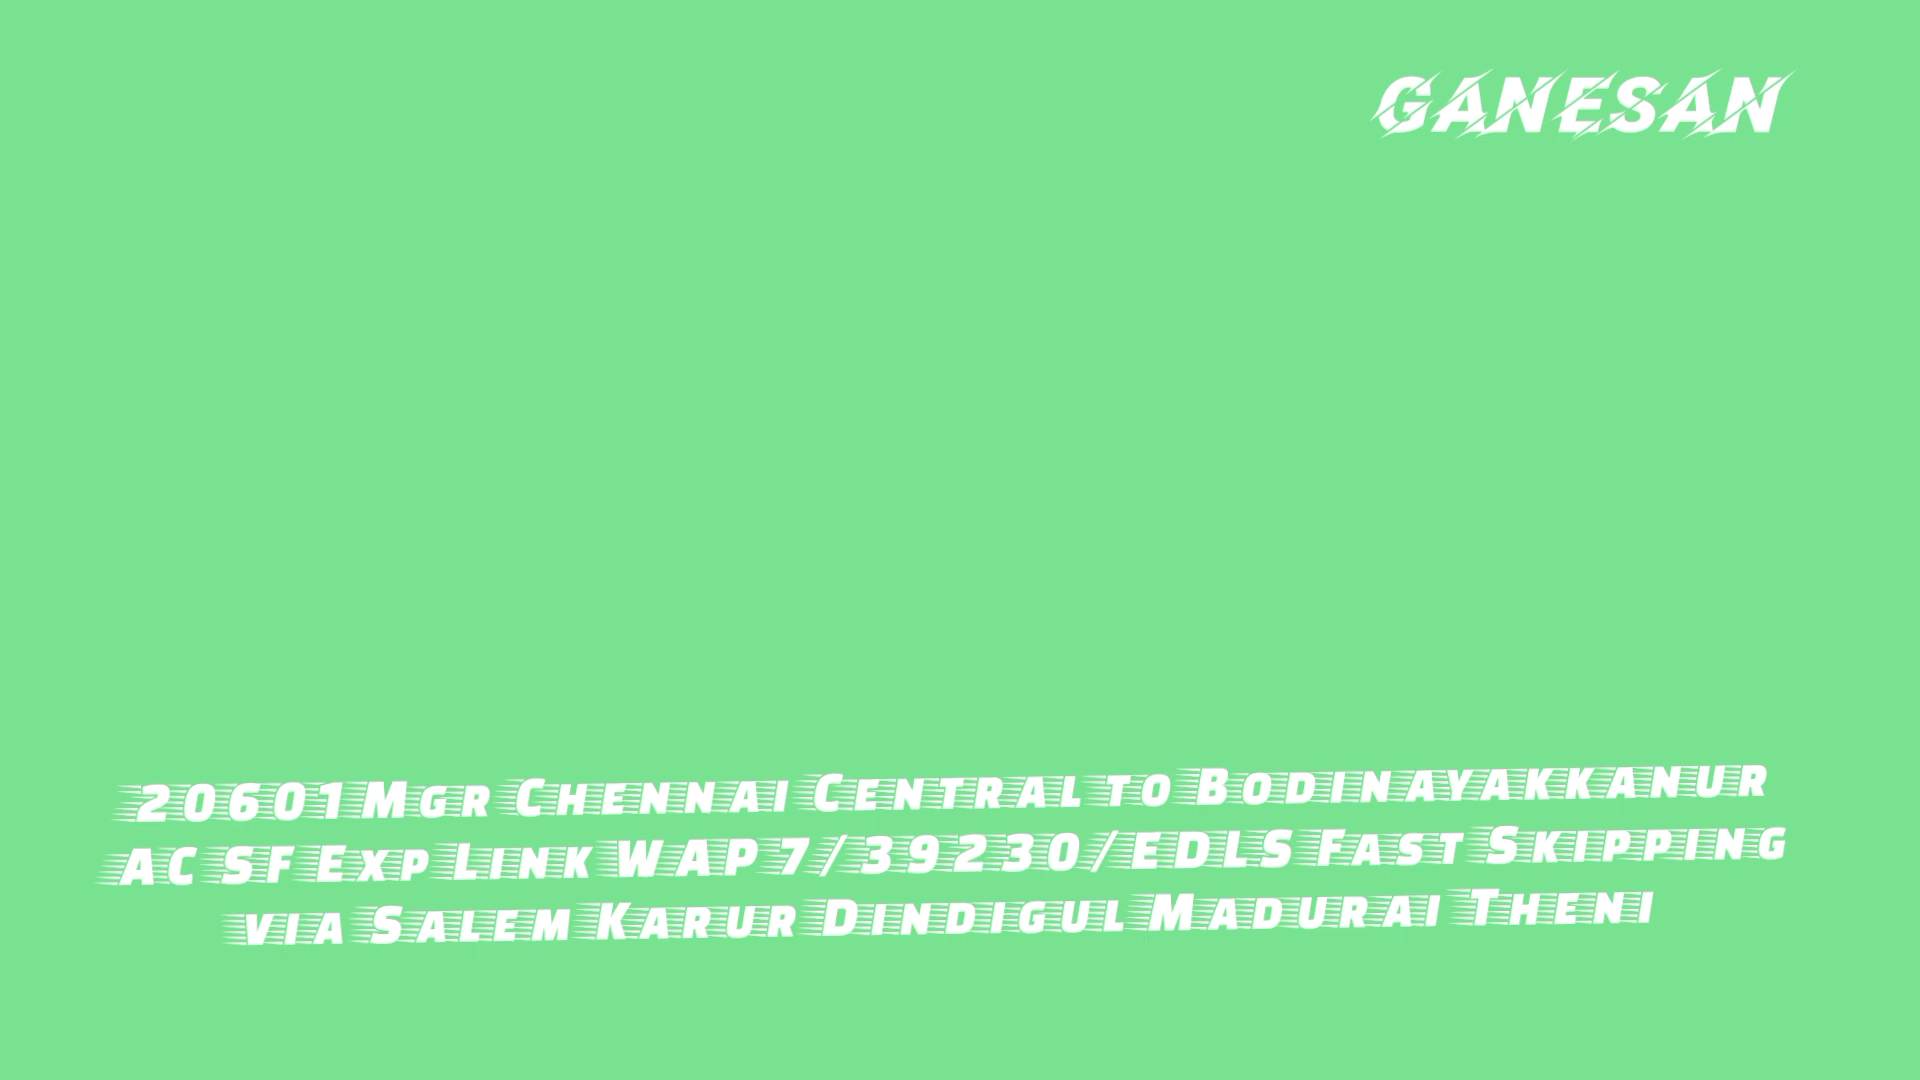 GANESAN
20601 Mgr Chennai Central to Bodinayakkanur
AC SF Exp Link WAP 7/39230/EDLS Fast Skipping
via Salem Karur Dindigul Madurai Theni